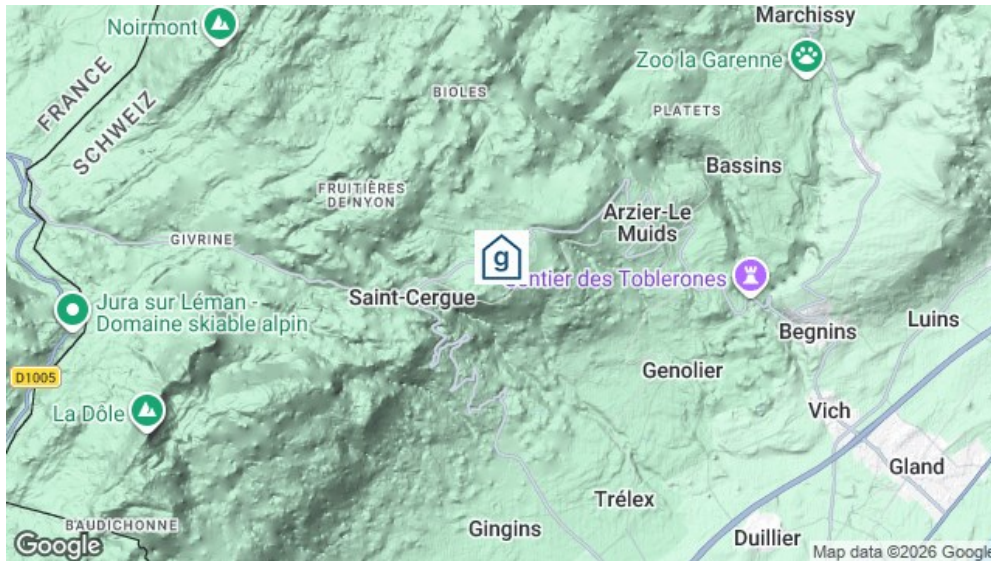 Marchissy
Noirmont
Zoo la Garenne
BIOLES
FRANCE
SCHWEIZ
PLATETS
Bassins
FRUITIÈRES
DE NYON
Arzier-Le
Muids
GIVRINE
g
des Toblerones
Saint-Cergue
Jura sur Léman -
Domaine skiable alpin
Begnins
Luins
D1005
Genolier
La Dôle
Vich
Gland
Trélex
BAUDICHONNE
Gingins
Duillier
Google
Map data ©2026 Google